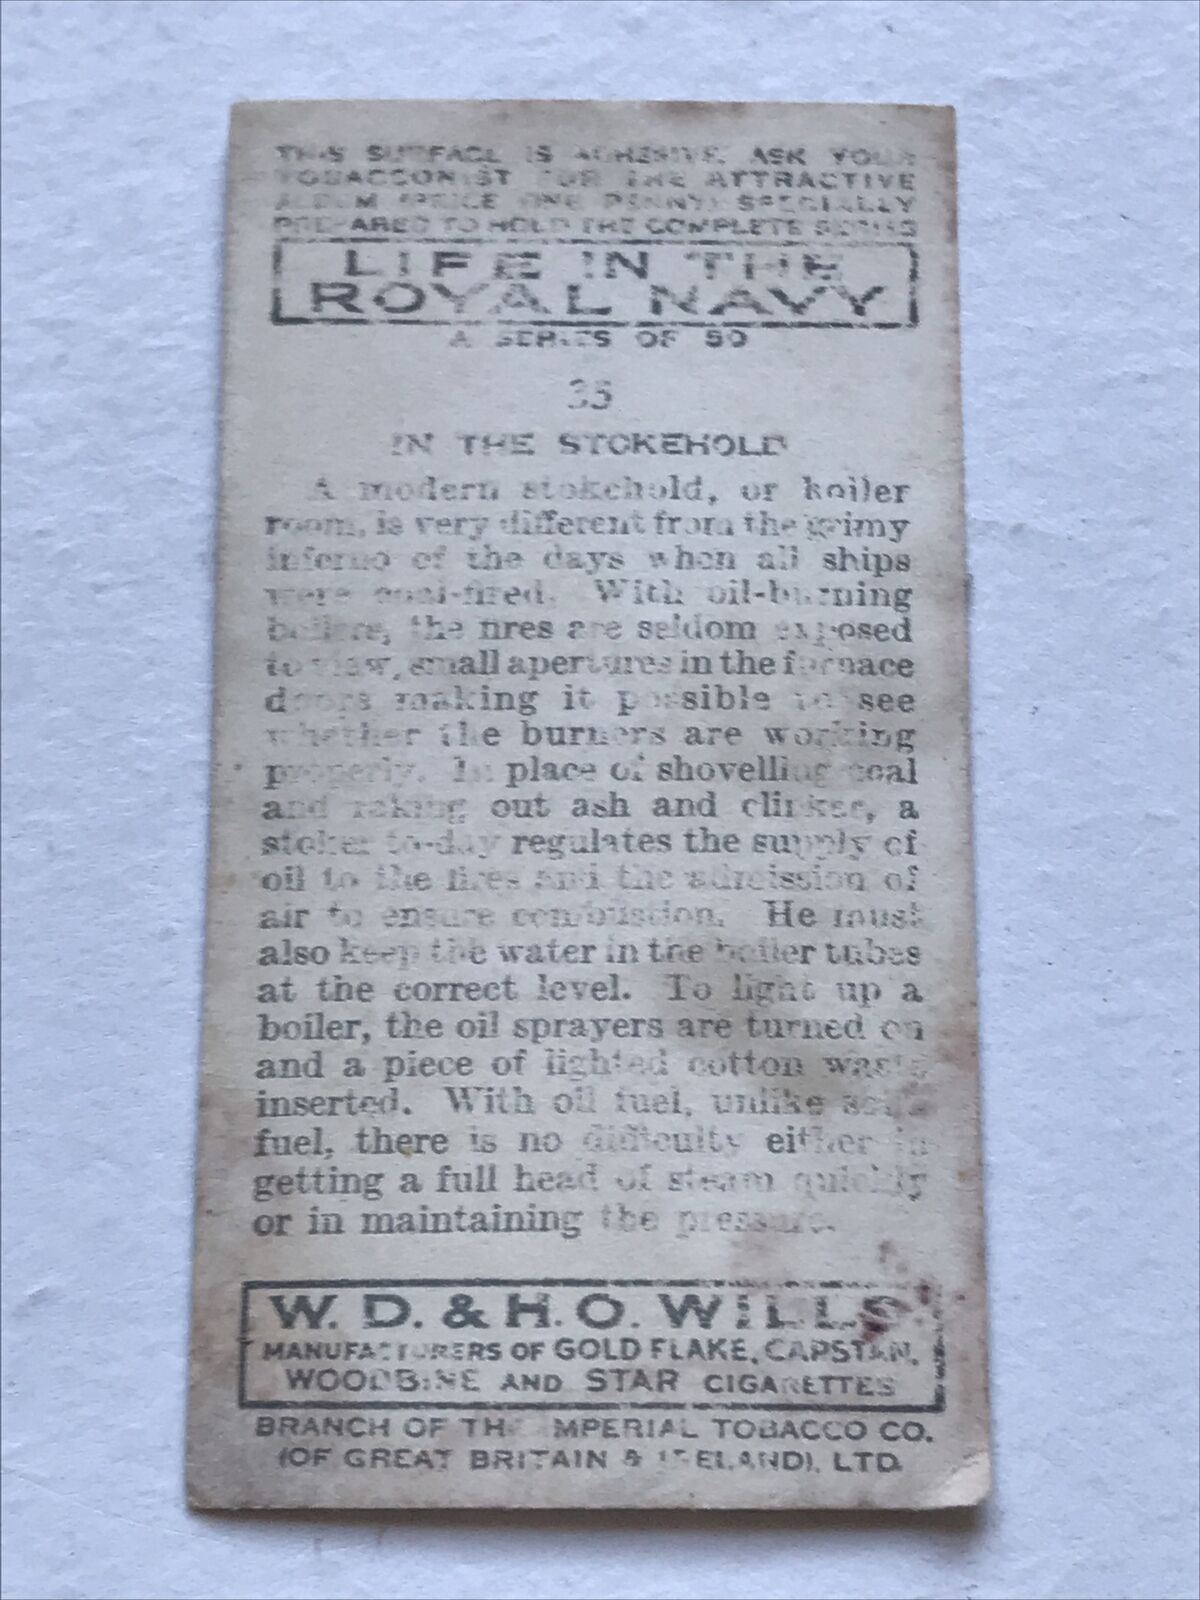 THIS SURFACE IS ADHESIVE. ASK YOUR
TOBACCONIST FOR THE ATTRACTIVE
ALBUM (PRICE ONE PENNY) SPECIALLY
PREPARED TO HOLD THE COMPLETE SERIES
LIFE IN THE
ROYAL NAVY
A SERIES OF 50
35
IN THE STOKEHOLD
A modern stokehold, or boiler
room, is very different from the grimy
inferno of the days when all ships
were coal-fired. With oil-burning
boilers, the fires are seldom exposed
to view, small apertures in the furnace
doors making it possible to see
whether the burners are working
properly. In place of shovelling coal
and raking out ash and clinker, a
stoker to-day regulates the supply of
oil to the fires and the admission of
air to ensure combustion. He must
also keep the water in the boiler tubes
at the correct level. To light up a
boiler, the oil sprayers are turned on
and a piece of lighted cotton waste
inserted. With oil fuel, unlike solid
fuel, there is no difficulty either in
getting a full head of steam quickly
or in maintaining the pressure.
W. D. & H. O. WILLS
MANUFACTURERS OF GOLD FLAKE, CAPSTAN,
WOODBINE AND STAR CIGARETTES
BRANCH OF THE IMPERIAL TOBACCO CO.
(OF GREAT BRITAIN & IRELAND), LTD.